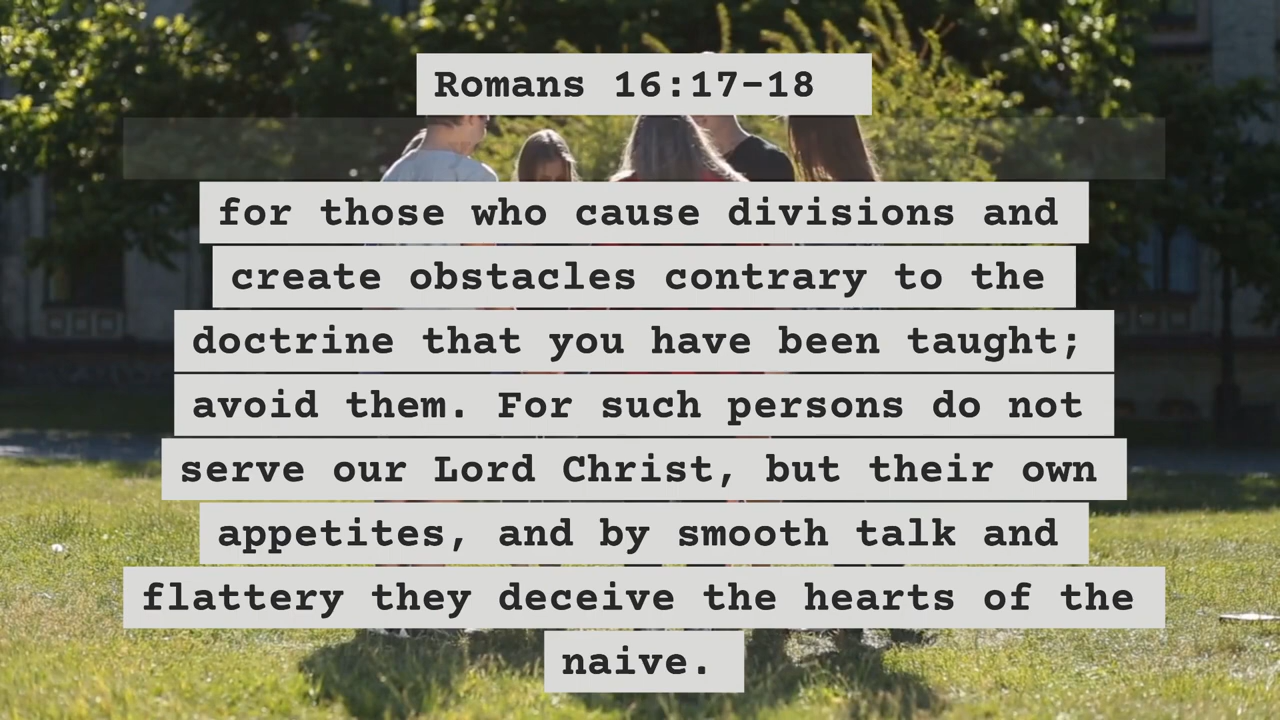 Romans 16:17-18
for those who cause divisions and
create obstacles contrary to the
doctrine that you have been taught;
avoid them. For such persons do not
serve our Lord Christ, but their own
appetites, and by smooth talk and
flattery they deceive the hearts of the
naive.